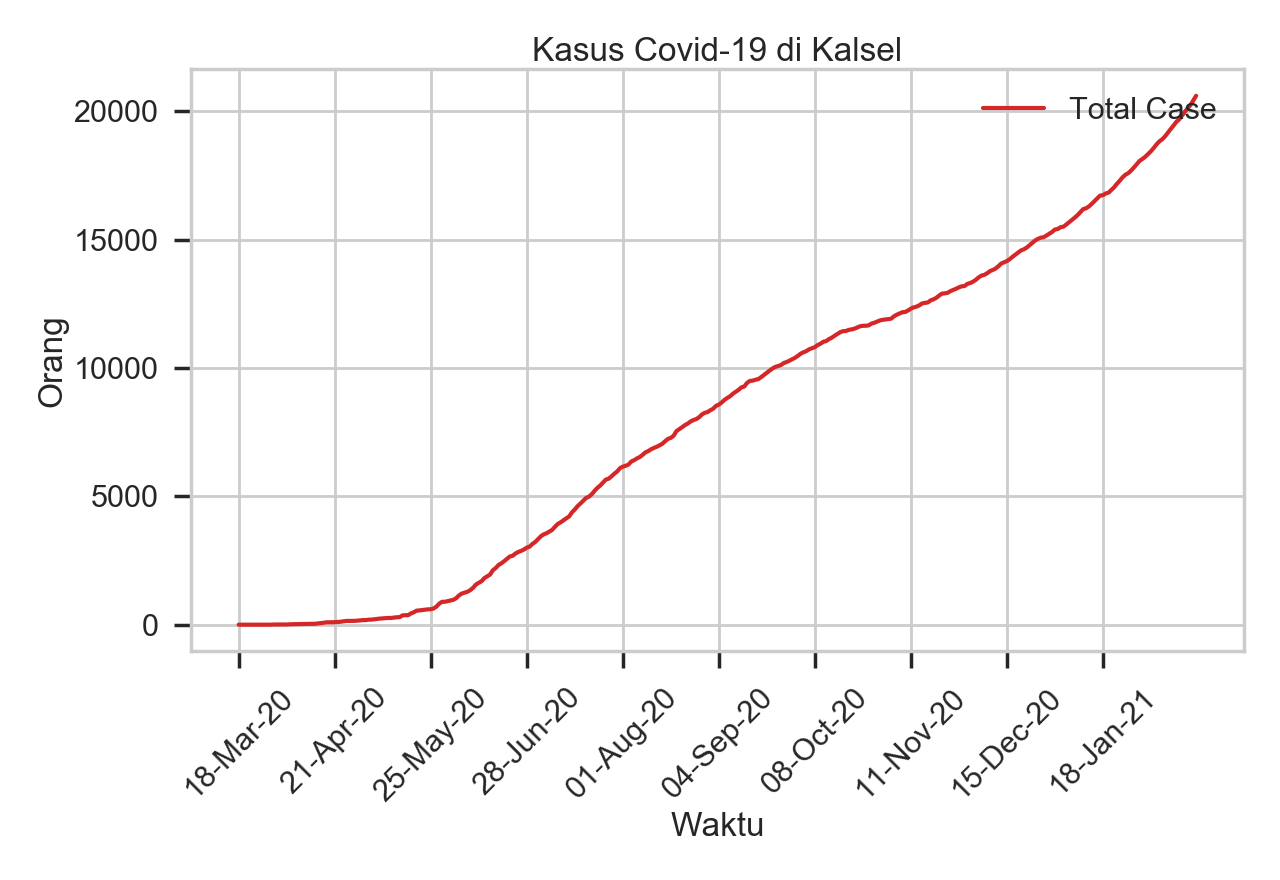 Kasus Covid-19 di Kalsel
Total Case
20000
15000
10000
5000
0
Orang
18-Mar-20
21-Apr-20
25-May-20
28-Jun-20
01-Aug-20
04-Sep-20
08-Oct-20
11-Nov-20
15-Dec-20
18-Jan-21
Waktu